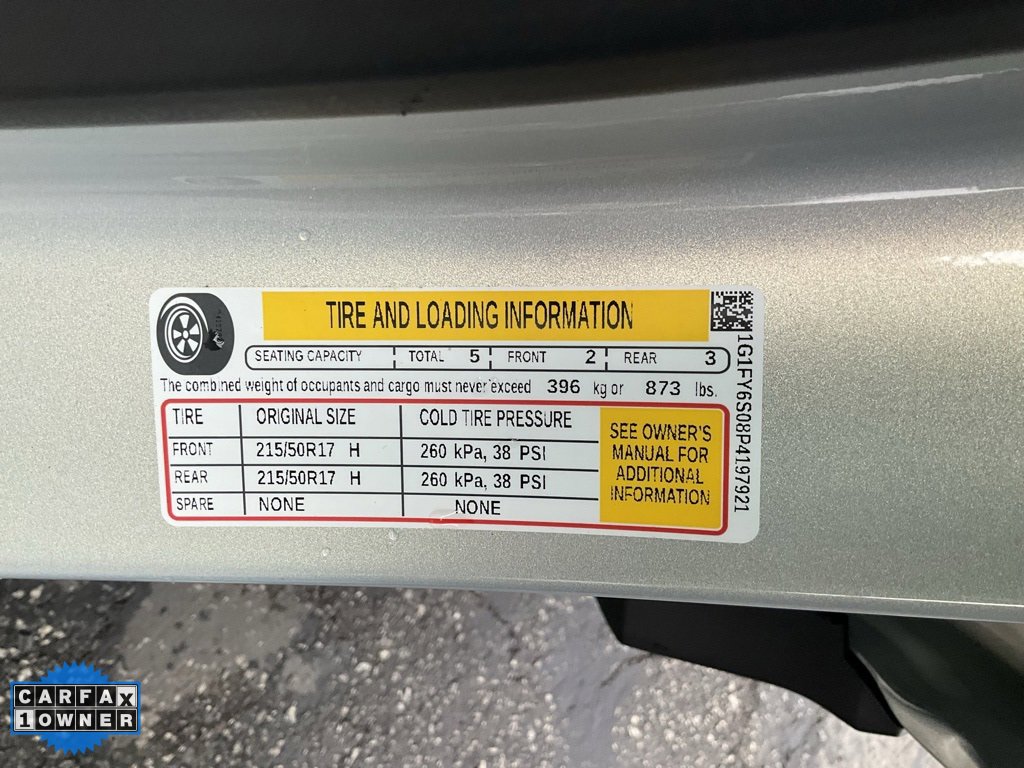 TIRE AND LOADING INFORMATION
SEATING CAPACITY TOTAL 5 FRONT 2 REAR 3
The combined weight of occupants and cargo must never exceed 396 kg or 873 lbs.
TIRE ORIGINAL SIZE COLD TIRE PRESSURE
FRONT 215/50R17 H 260 kPa, 38 PSI
REAR 215/50R17 H 260 kPa, 38 PSI
SPARE NONE NONE
SEE OWNER'S
MANUAL FOR
ADDITIONAL
INFORMATION
1G1FY6S08P4197921
CARFAX
1 OWNER